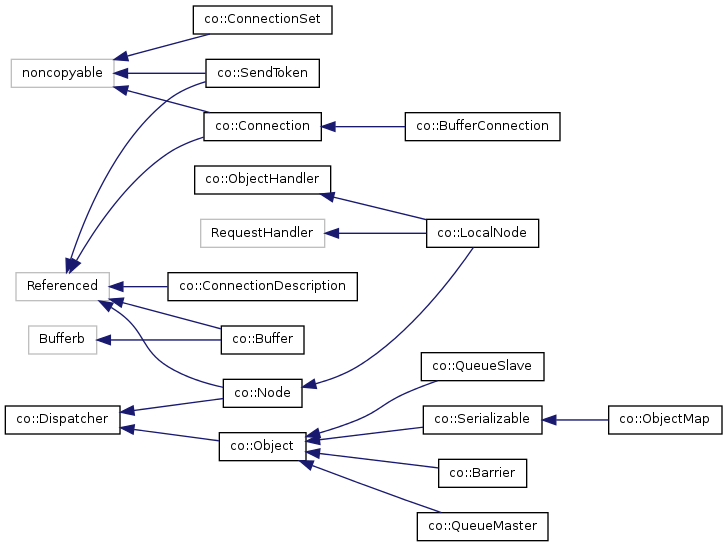 co::ConnectionSet
noncopyable
co::SendToken
co::Connection
co::BufferConnection
co::ObjectHandler
RequestHandler
co::LocalNode
Referenced
co::ConnectionDescription
Bufferb
co::Buffer
co::QueueSlave
co::Node
co::Dispatcher
co::Serializable
co::ObjectMap
co::Object
co::Barrier
co::QueueMaster